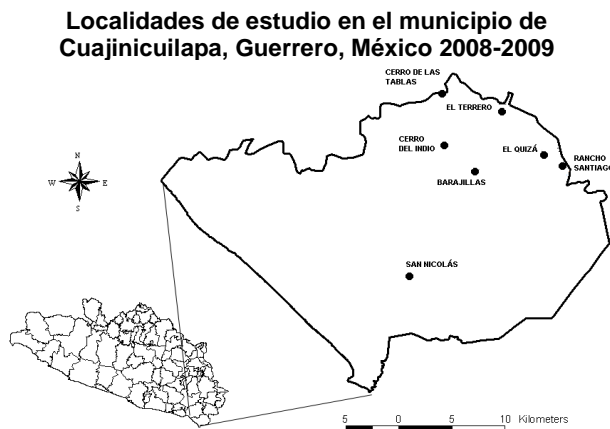 Localidades de estudio en el municipio de
Cuajinicuilapa, Guerrero, México 2008-2009
CERRO DE LAS
TABLAS
EL TERRERO
CERRO
DEL INDIO
EL QUIZÁ
RANCHO
SANTIAGO
BARAJILLAS
N
W E
S
SAN NICOLÁS
5 0 5 10 Kilometers